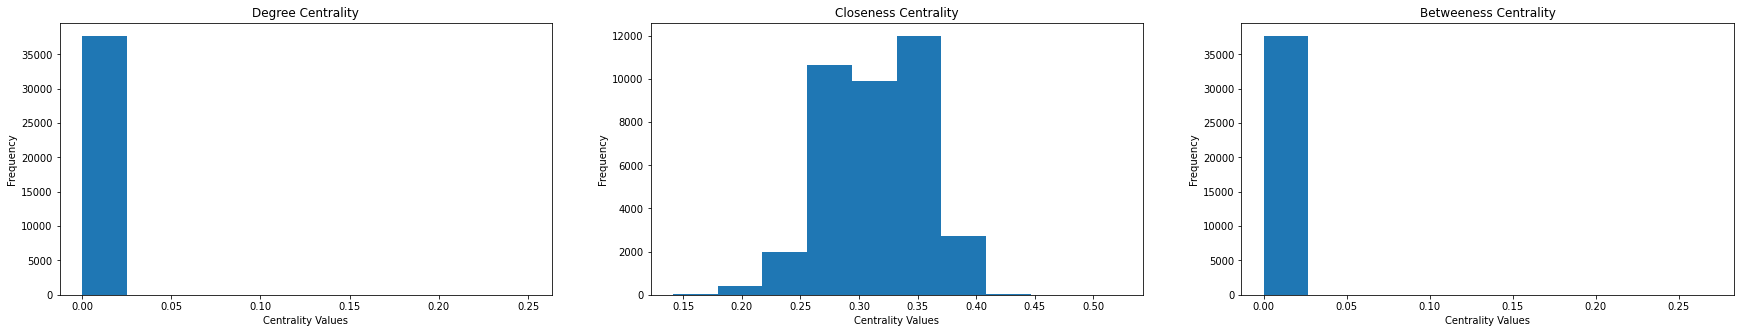 Degree Centrality
Frequency
35000
30000
25000
20000
15000
10000
5000
0
0.00 0.05 0.10 0.15 0.20 0.25
Centrality Values
Closeness Centrality
Frequency
12000
10000
8000
6000
4000
2000
0
0.15 0.20 0.25 0.30 0.35 0.40 0.45 0.50
Centrality Values
Betweeness Centrality
Frequency
35000
30000
25000
20000
15000
10000
5000
0
0.00 0.05 0.10 0.15 0.20 0.25
Centrality Values